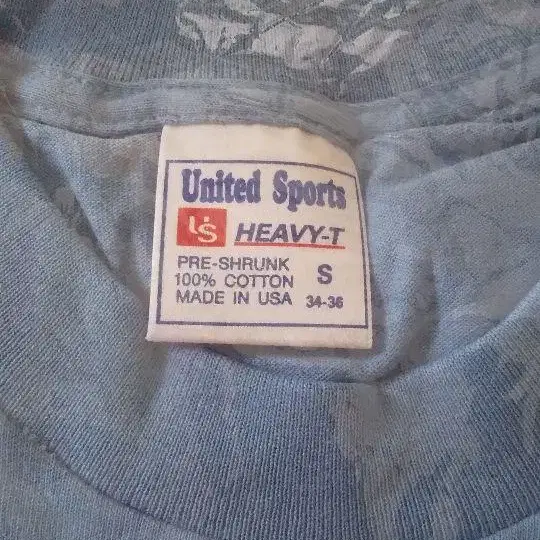 United Sports
US HEAVY-T
PRE-SHRUNK
100% COTTON S
MADE IN USA 34-36